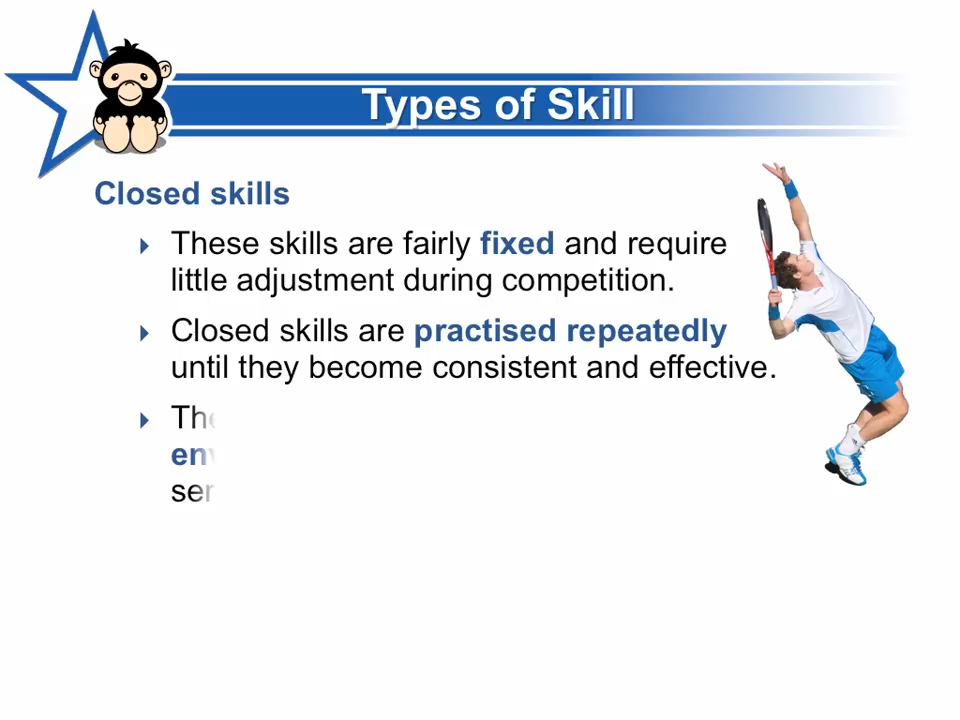 Types of Skill
Closed skills
These skills are fairly fixed and require
little adjustment during competition.
Closed skills are practised repeatedly
until they become consistent and effective.